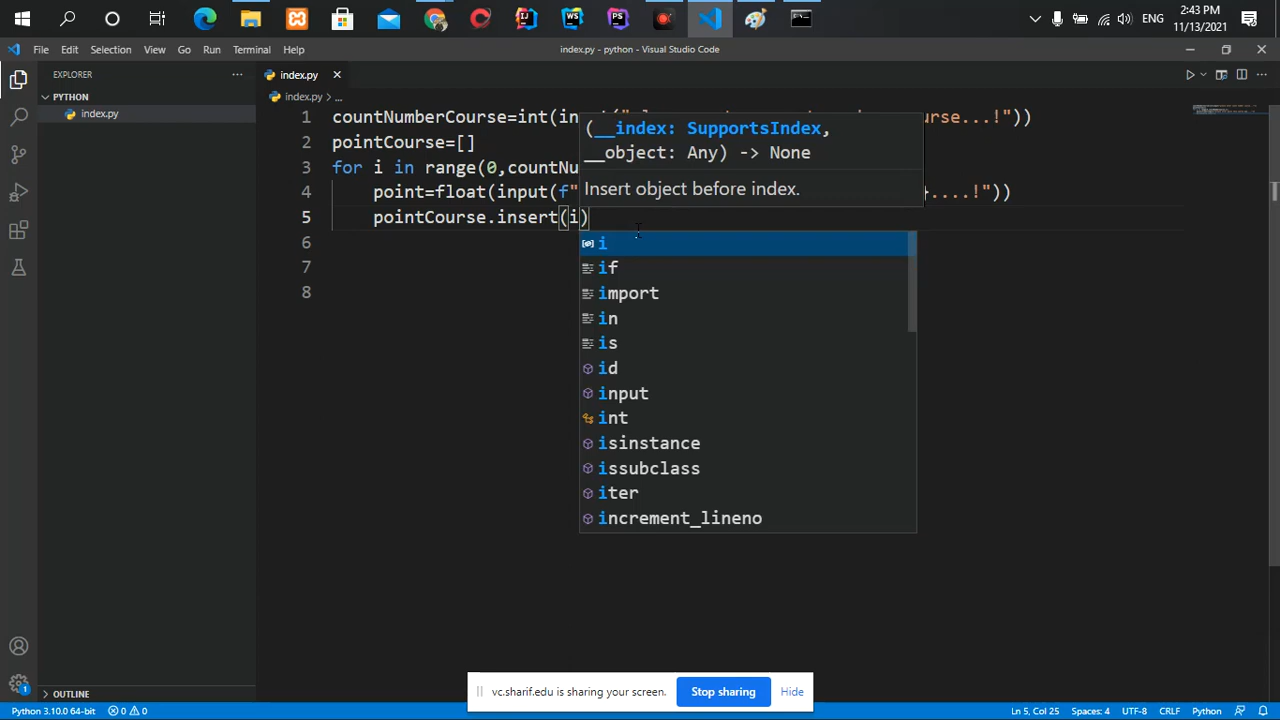 2:43 PM
ENG
11/13/2021
File Edit Selection View Go Run Terminal Help
index.py - python - Visual Studio Code
EXPLORER
index.py
PYTHON
index.py
index.py > ...
1 countNumberCourse=int(in
urse...!"))
2 pointCourse=[]
3 for i in range(0,countNu
4 point=float(input(f"
....!"))
5 pointCourse.insert(i)
6
7
8
(__index: SupportsIndex,
__object: Any) -> None
Insert object before index.
i
if
import
in
is
id
input
int
isinstance
issubclass
iter
increment_lineno
vc.sharif.edu is sharing your screen. Stop sharing Hide
OUTLINE
1
Python 3.10.0 64-bit 0 0
Ln 5, Col 25 Spaces: 4 UTF-8 CRLF Python